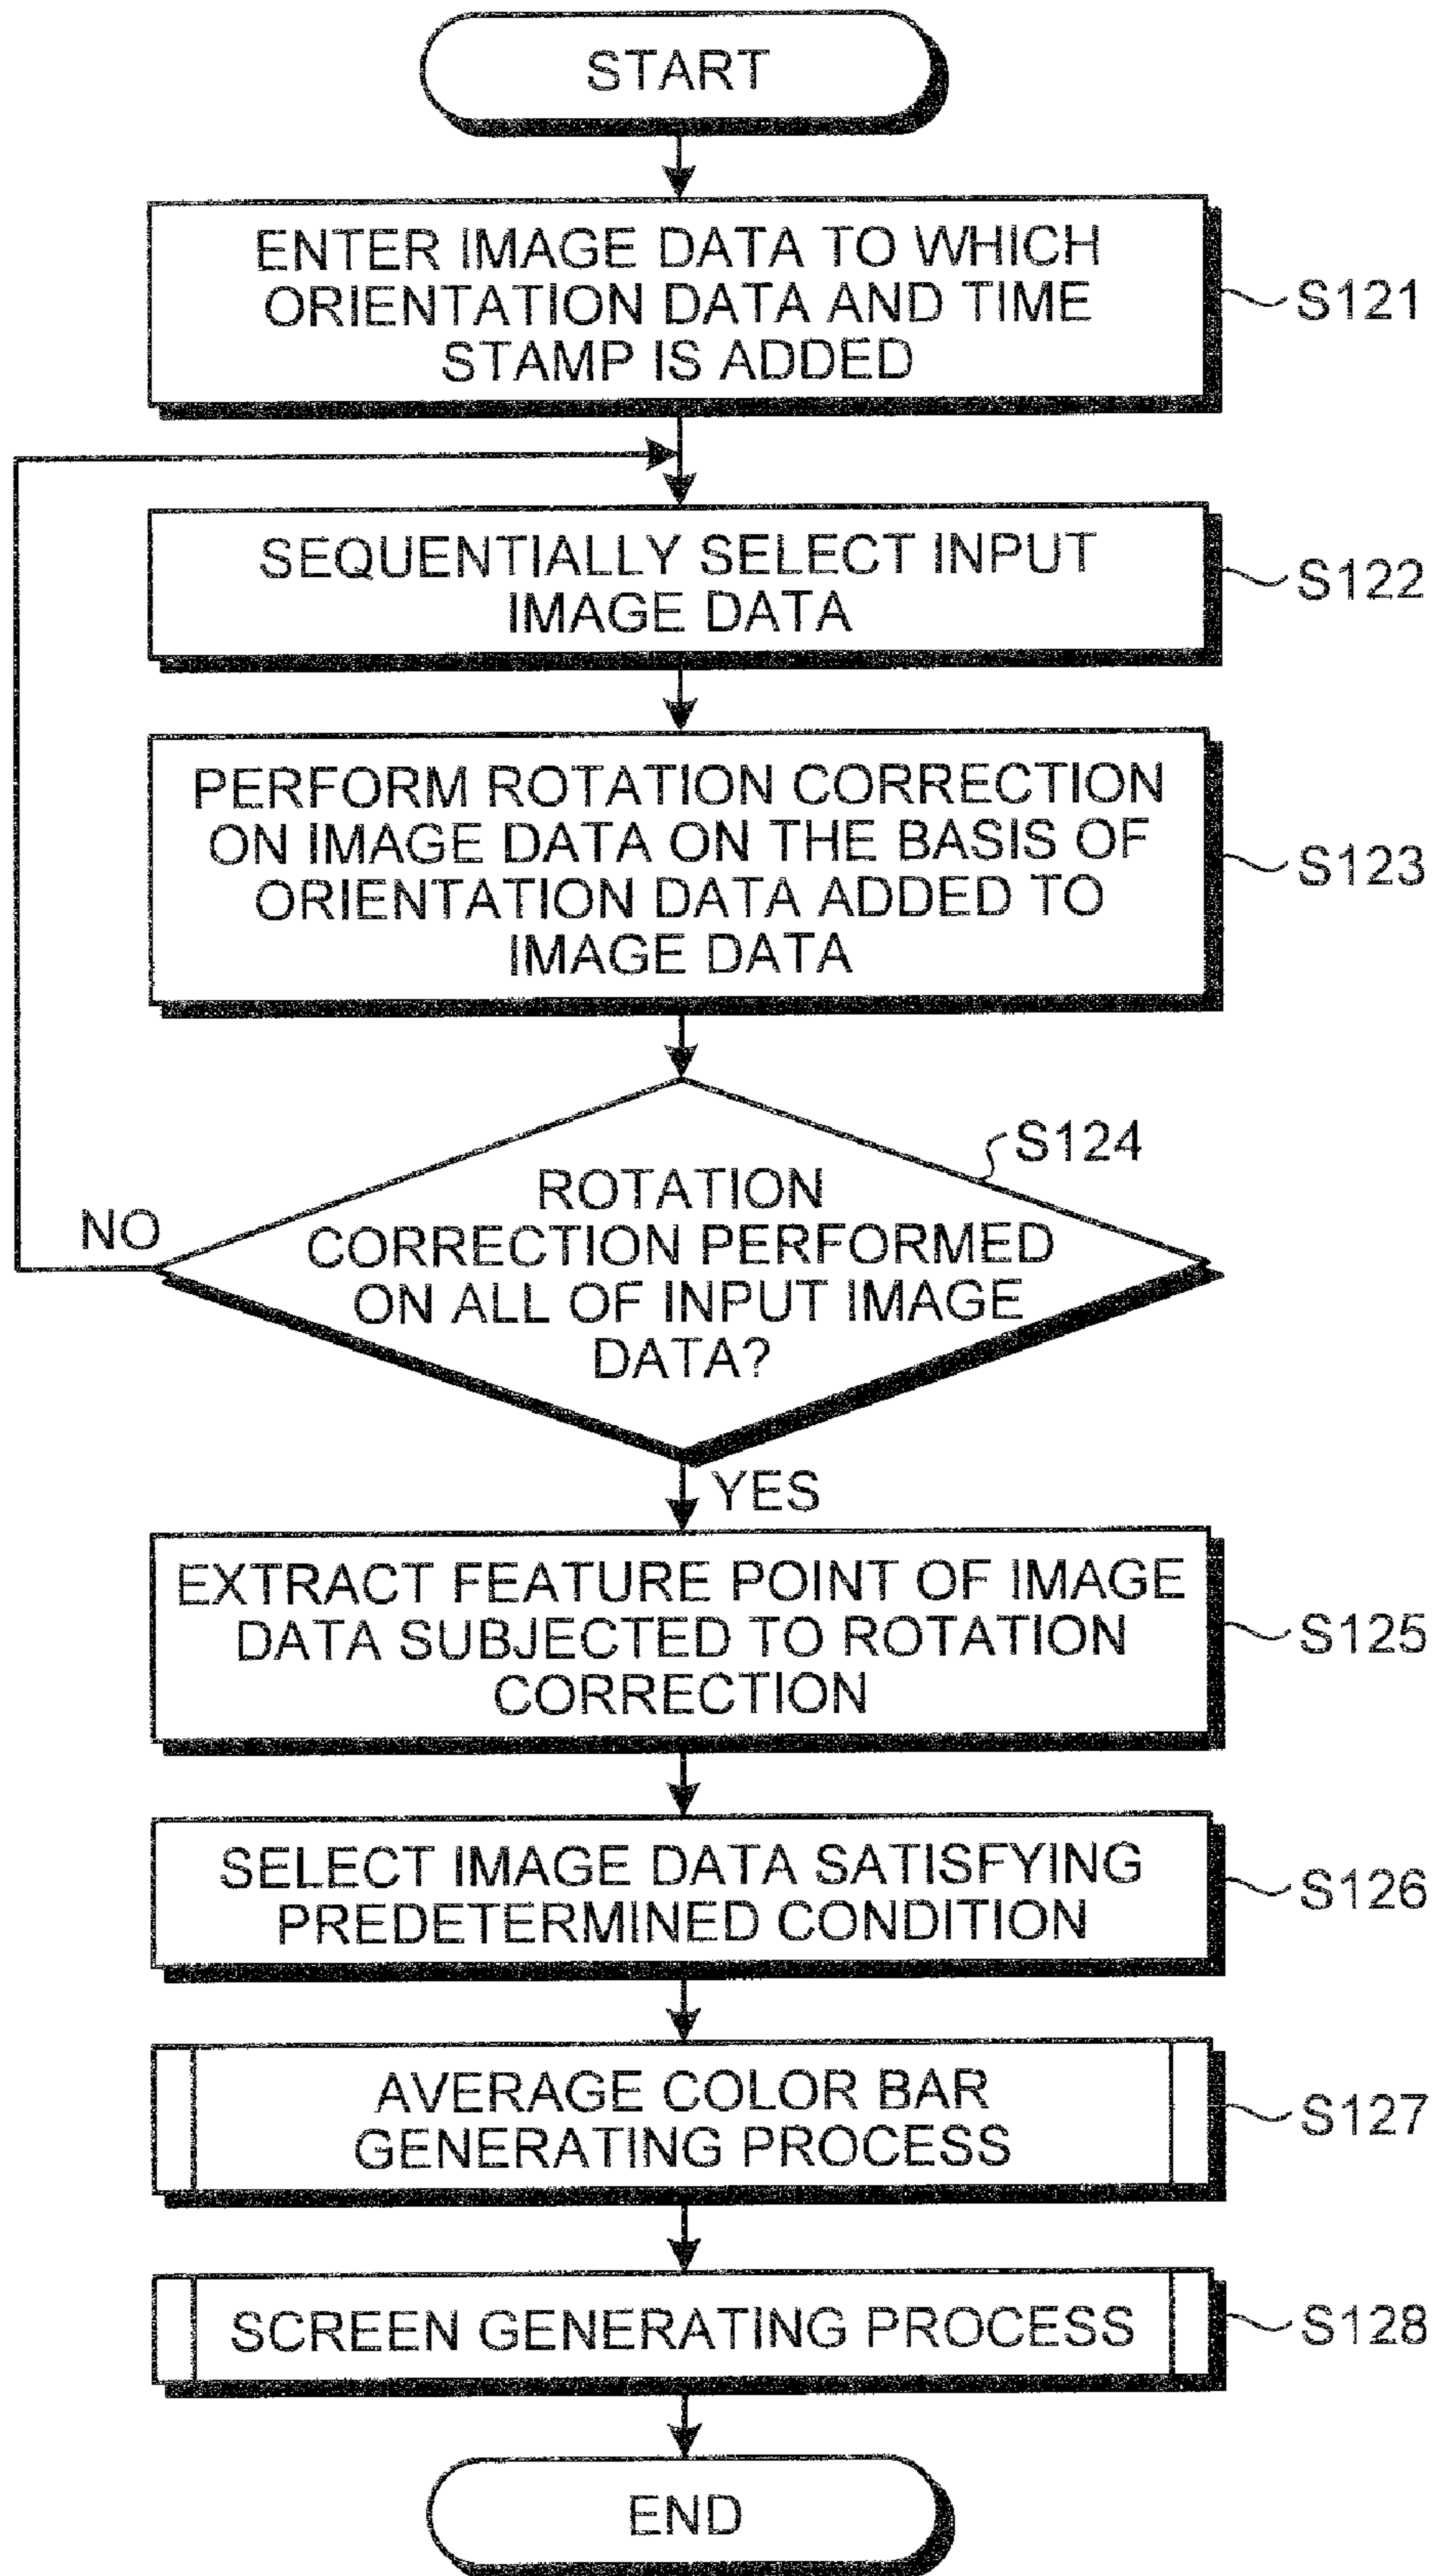 START
ENTER IMAGE DATA TO WHICH
ORIENTATION DATA AND TIME
STAMP IS ADDED
S121
SEQUENTIALLY SELECT INPUT
IMAGE DATA
S122
PERFORM ROTATION CORRECTION
ON IMAGE DATA ON THE BASIS OF
ORIENTATION DATA ADDED TO
IMAGE DATA
S123
S124
ROTATION
CORRECTION PERFORMED
ON ALL OF INPUT IMAGE
DATA?
NO
YES
EXTRACT FEATURE POINT OF IMAGE
DATA SUBJECTED TO ROTATION
CORRECTION
S125
SELECT IMAGE DATA SATISFYING
PREDETERMINED CONDITION
S126
AVERAGE COLOR BAR
GENERATING PROCESS
S127
SCREEN GENERATING PROCESS
S128
END